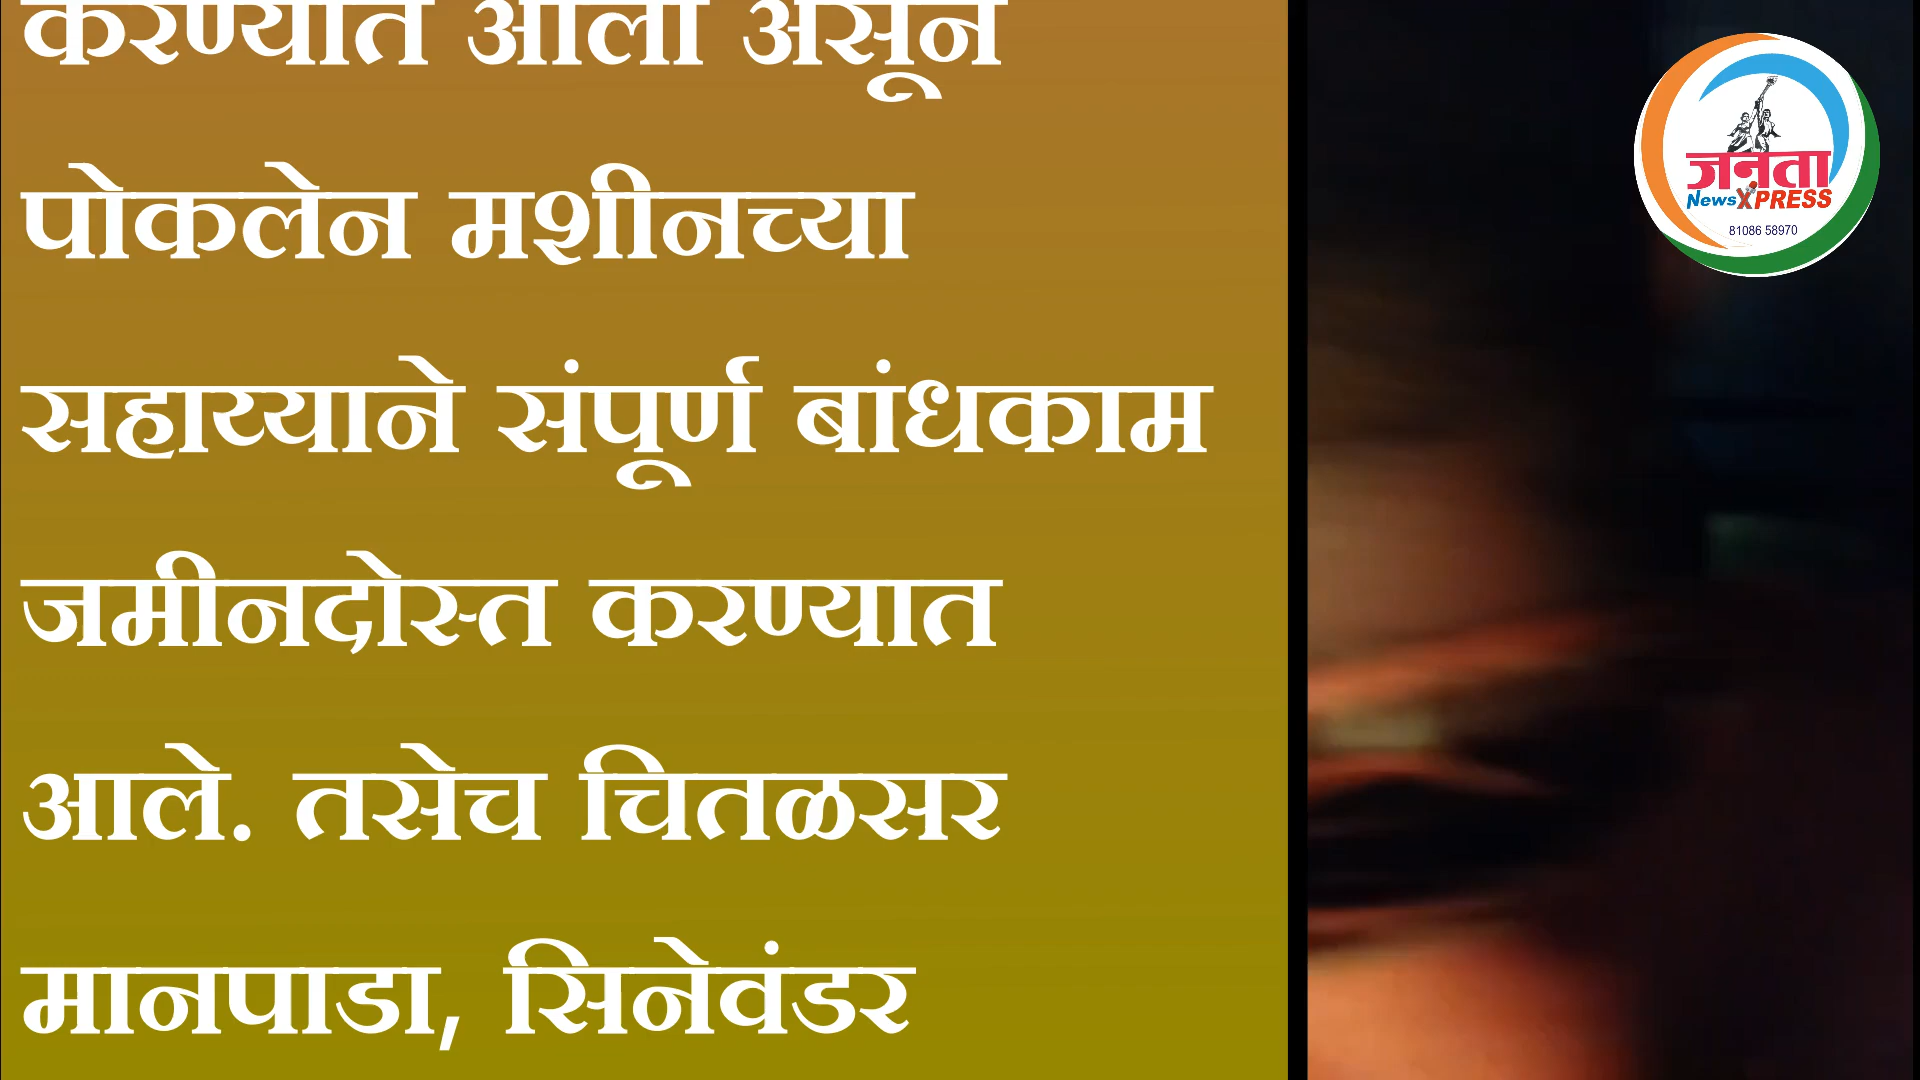 करण्यात आला असून
पोकलेन मशीनच्या
सहाय्याने संपूर्ण बांधकाम
जमीनदोस्त करण्यात
आले. तसेच चितळसर
मानपाडा, सिनेवंडर
जनता
NewsXPRESS
81086 58970